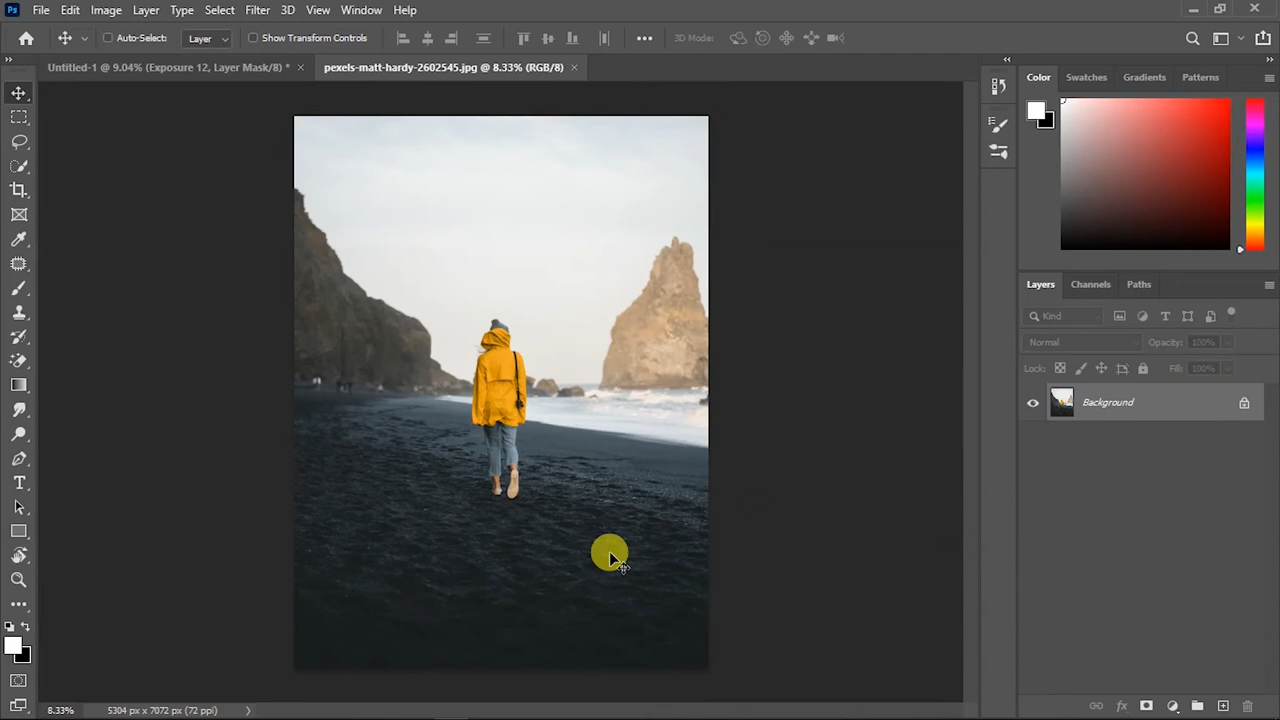 Ps File Edit Image Layer Type Select Filter 3D View Window Help
Auto-Select: Layer Show Transform Controls 3D Mode:
Untitled-1 @ 9.04% (Exposure 12, Layer Mask/8) * pexels-matt-hardy-2602545.jpg @ 8.33% (RGB/8)
Color Swatches Gradients Patterns
Layers Channels Paths
Kind
Normal Opacity: 100%
Lock: Fill: 100%
Background
T
fx
8.33% 5304 px x 7072 px (72 ppi)